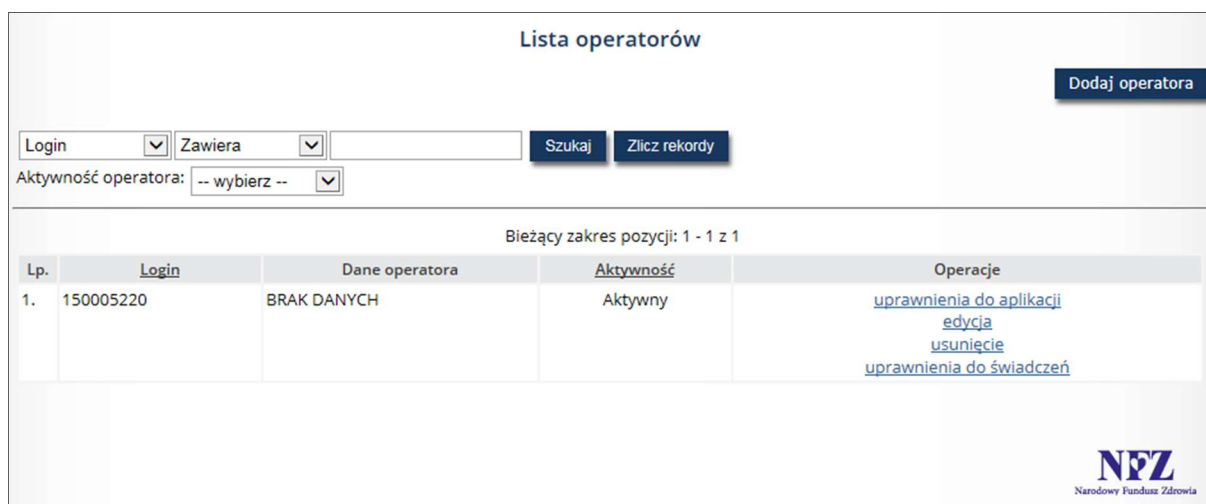 Lista operatorów
Dodaj operatora
Login Zawiera Szukaj Zlicz rekordy
Aktywność operatora: -- wybierz --
Bieżący zakres pozycji: 1 - 1 z 1
Lp. Login Dane operatora Aktywność Operacje
1. 150005220 BRAK DANYCH Aktywny uprawnienia do aplikacji
edycja
usunięcie
uprawnienia do świadczeń
NFZ
Narodowy Fundusz Zdrowia